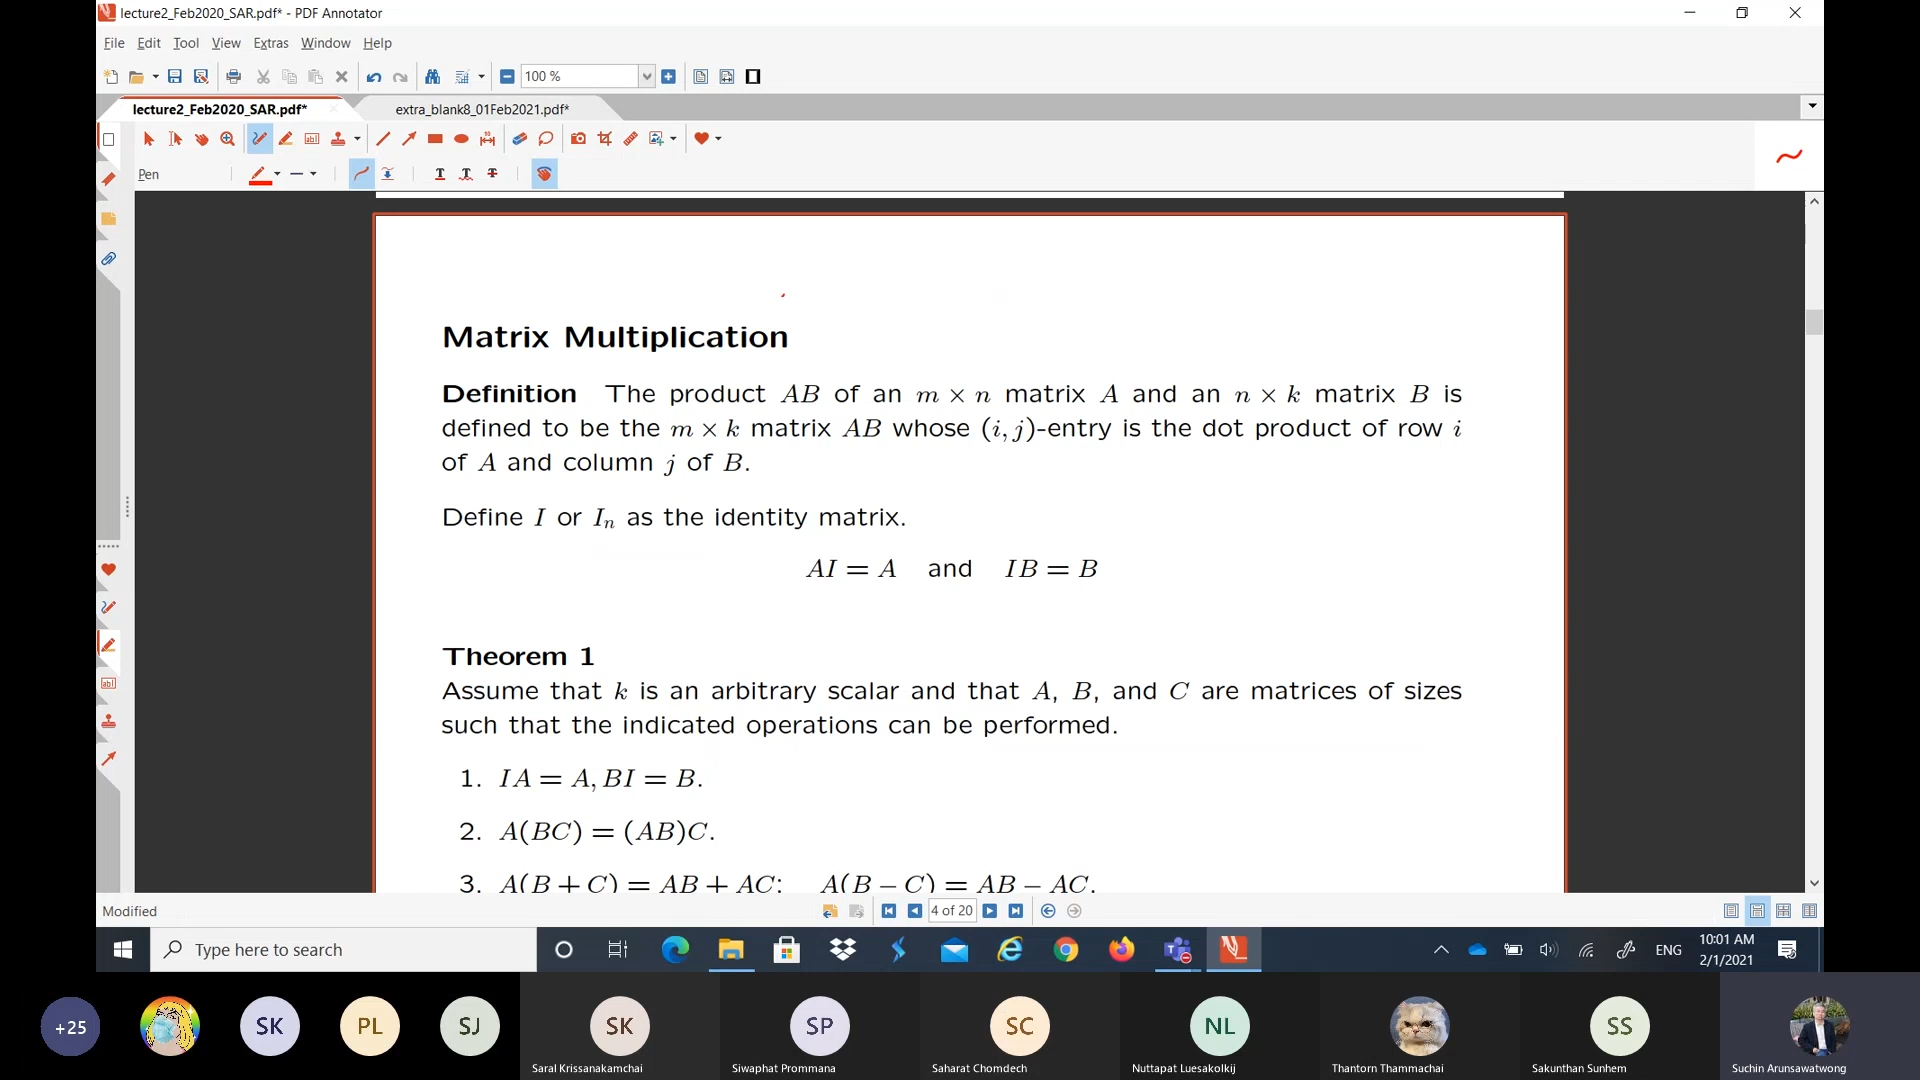 lecture2_Feb2020_SAR.pdf* - PDF Annotator
File Edit Tool View Extras Window Help
100 %
lecture2_Feb2020_SAR.pdf*
extra_blank8_01Feb2021.pdf*
Pen
Matrix Multiplication
Definition The product AB of an m × n matrix A and an n × k matrix B is
defined to be the m × k matrix AB whose (i, j)-entry is the dot product of row i
of A and column j of B.
Define I or Iₙ as the identity matrix.
AI = A and IB = B
Theorem 1
Assume that k is an arbitrary scalar and that A, B, and C are matrices of sizes
such that the indicated operations can be performed.
1. IA = A, BI = B.
2. A(BC) = (AB)C.
3. A(B + C) = AB + AC; A(B − C) = AB − AC.
Modified
4 of 20
Type here to search
ENG
10:01 AM
2/1/2021
+25
SK
PL
SJ
SK
SP
SC
NL
SS
Saral Krissanakamchai
Siwaphat Prommana
Saharat Chomdech
Nuttapat Luesakolkij
Thantorn Thammachai
Sakunthan Sunhem
Suchin Arunsawatwong